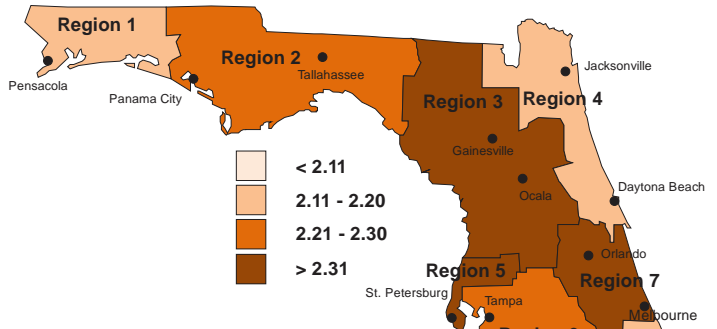 Region 1
Pensacola
Panama City
Region 2
Tallahassee
Jacksonville
Region 3
Region 4
Gainesville
Ocala
Daytona Beach
< 2.11
2.11 - 2.20
2.21 - 2.30
> 2.31
Orlando
Region 5
Region 7
St. Petersburg
Tampa
Melbourne